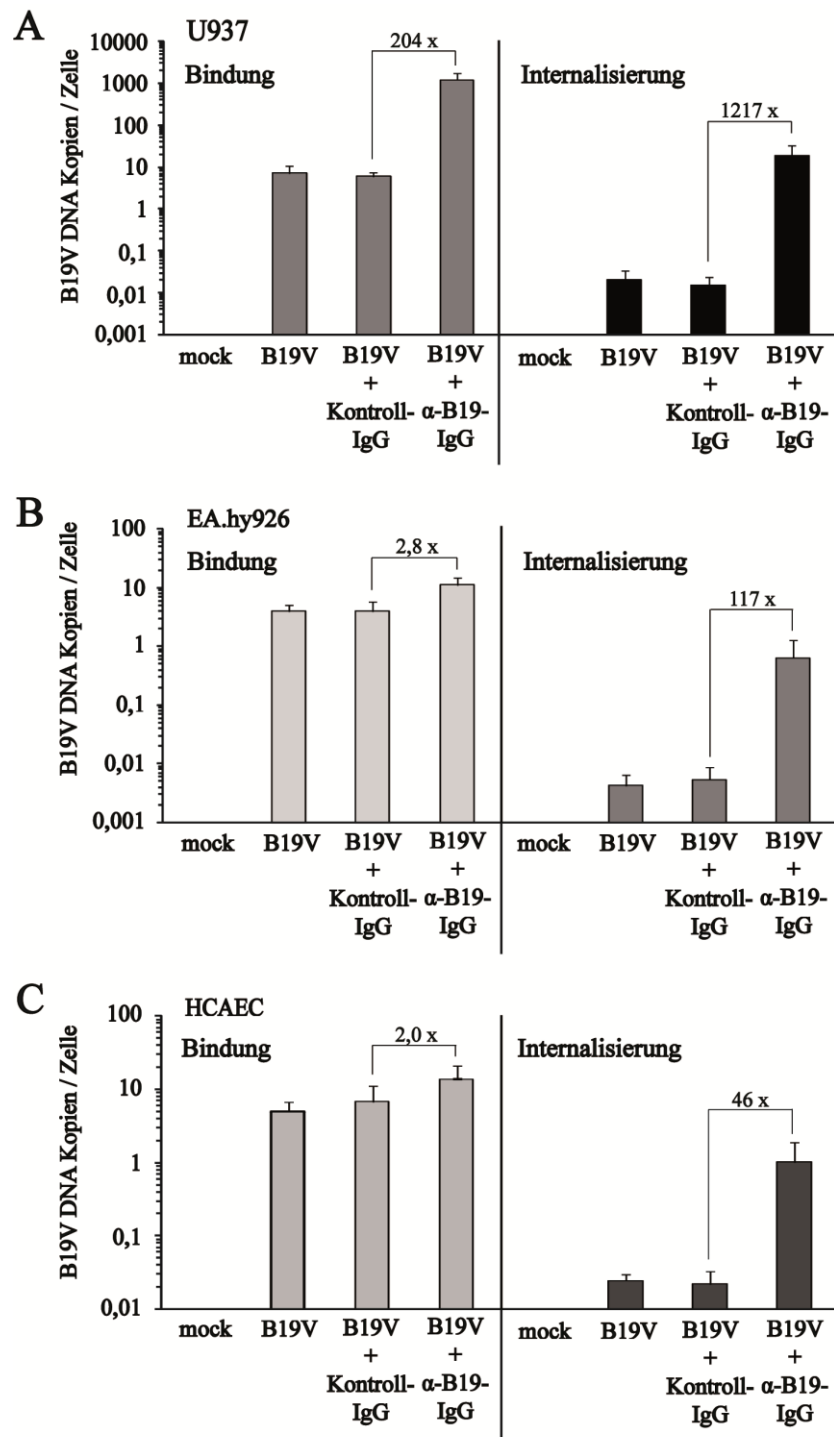 A
U937
B19V DNA Kopien / Zelle
10000
1000
100
10
1
0,1
0,01
0,001
Bindung
204 x
Internalisierung
1217 x
mock
B19V
B19V
+
Kontroll-
IgG
B19V
+
α-B19-
IgG
mock
B19V
B19V
+
Kontroll-
IgG
B19V
+
α-B19-
IgG
B
EA.hy926
B19V DNA Kopien / Zelle
100
10
1
0,1
0,01
0,001
Bindung
2,8 x
Internalisierung
117 x
mock
B19V
B19V
+
Kontroll-
IgG
B19V
+
α-B19-
IgG
mock
B19V
B19V
+
Kontroll-
IgG
B19V
+
α-B19-
IgG
C
HCAEC
B19V DNA Kopien / Zelle
100
10
1
0,1
0,01
Bindung
2,0 x
Internalisierung
46 x
mock
B19V
B19V
+
Kontroll-
IgG
B19V
+
α-B19-
IgG
mock
B19V
B19V
+
Kontroll-
IgG
B19V
+
α-B19-
IgG